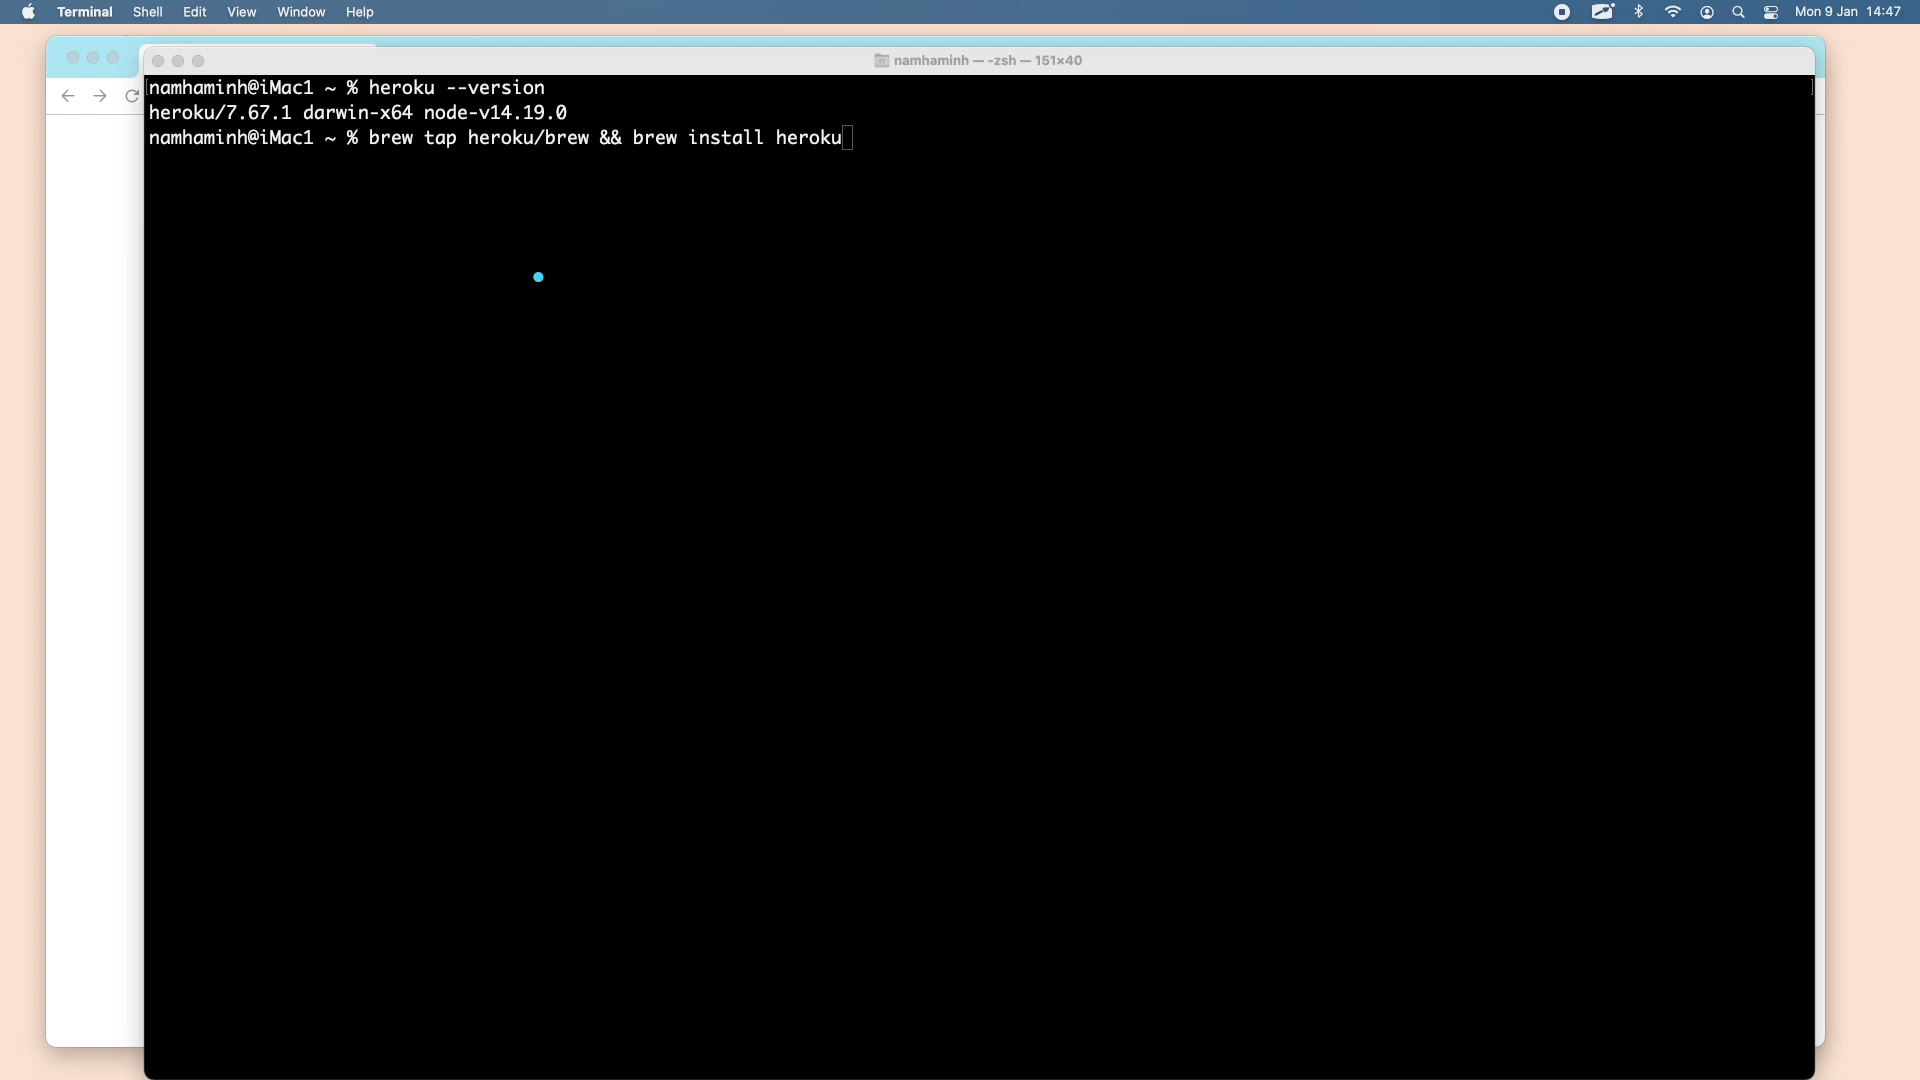 Terminal Shell Edit View Window Help Mon 9 Jan 14:47
namhaminh — -zsh — 151×40
namhaminh@iMac1 ~ % heroku --version
heroku/7.67.1 darwin-x64 node-v14.19.0
namhaminh@iMac1 ~ % brew tap heroku/brew && brew install heroku